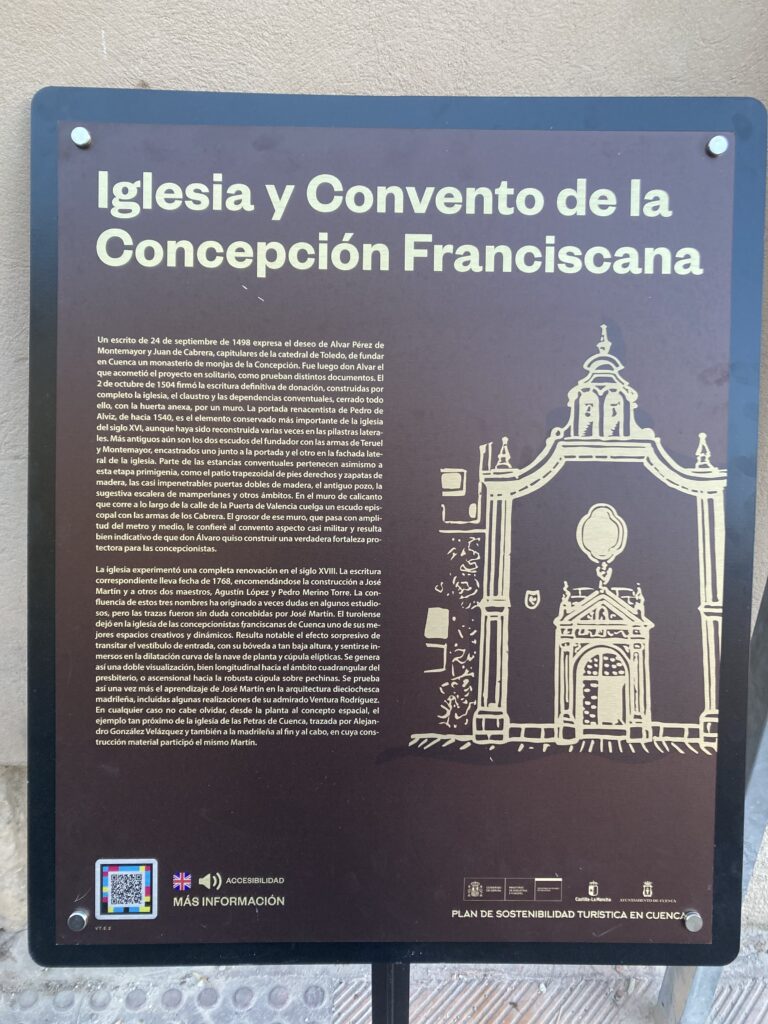 Iglesia y Convento de la
Concepción Franciscana
Un escrito de 24 de septiembre de 1498 expresa el deseo de Alvar Pérez de
Montemayor y Juan de Cabrera, capitulares de la catedral de Toledo, de fundar
en Cuenca un monasterio de monjas de la Concepción. Fue luego don Alvar el
que acometió el proyecto en solitario, como prueban distintos documentos. El
2 de octubre de 1504 firmó la escritura definitiva de donación, construidas por
completo la iglesia, el claustro y las dependencias conventuales, cerrado todo
ello, con la huerta anexa, por un muro. La portada renacentista de Pedro de
Alviz, de hacia 1540, es el elemento conservado más importante de la iglesia
del siglo XVI, aunque haya sido reconstruida varias veces en las pilastras latera-
les. Más antiguos aún son los dos escudos del fundador con las armas de Teruel
y Montemayor, encastrados uno junto a la portada y el otro en la fachada late-
ral de la iglesia. Parte de las estancias conventuales pertenecen asimismo a
esta etapa primigenia, como el patio trapezoidal de pies derechos y zapatas de
madera, las casi impenetrables puertas dobles de madera, el antiguo pozo, la
sugestiva escalera de mamperlanes y otros ámbitos. En el muro de calicanto
que corre a lo largo de la calle de la Puerta de Valencia cuelga un escudo epis-
copal con las armas de los Cabrera. El grosor de ese muro, que pasa con ampli-
tud del metro y medio, le confiere al convento aspecto casi militar y resulta
bien indicativo de que don Álvaro quiso construir una verdadera fortaleza pro-
tectora para las concepcionistas.
La iglesia experimentó una completa renovación en el siglo XVIII. La escritura
correspondiente lleva fecha de 1768, encomendándose la construcción a José
Martín y a otros dos maestros, Agustín López y Pedro Merino Torre. La con-
fluencia de estos tres nombres ha originado a veces dudas en algunos estudio-
sos, pero las trazas fueron sin duda concebidas por José Martín. El turolense
dejó en la iglesia de las concepcionistas franciscanas de Cuenca uno de sus me-
jores espacios creativos y dinámicos. Resulta notable el efecto sorpresivo de
transitar el vestíbulo de entrada, con su bóveda a tan baja altura, y sentirse in-
mersos en la dilatación curva de la nave de planta y cúpula elípticas. Se genera
así una doble visualización, bien longitudinal hacia el ámbito cuadrangular del
presbiterio, o ascensional hacia la robusta cúpula sobre pechinas. Se prueba
así una vez más el aprendizaje de José Martín en la arquitectura dieciochesca
madrileña, incluidas algunas realizaciones de su admirado Ventura Rodríguez.
En cualquier caso no cabe olvidar, desde la planta al concepto espacial, el
ejemplo tan próximo de la iglesia de las Petras de Cuenca, trazada por Alejan-
dro González Velázquez y también a la madrileña al fin y al cabo, en cuya cons-
trucción material participó el mismo Martín.
ACCESIBILIDAD
MÁS INFORMACIÓN
Castilla-La Mancha
AYUNTAMIENTO DE CUENCA
PLAN DE SOSTENIBILIDAD TURÍSTICA EN CUENCA